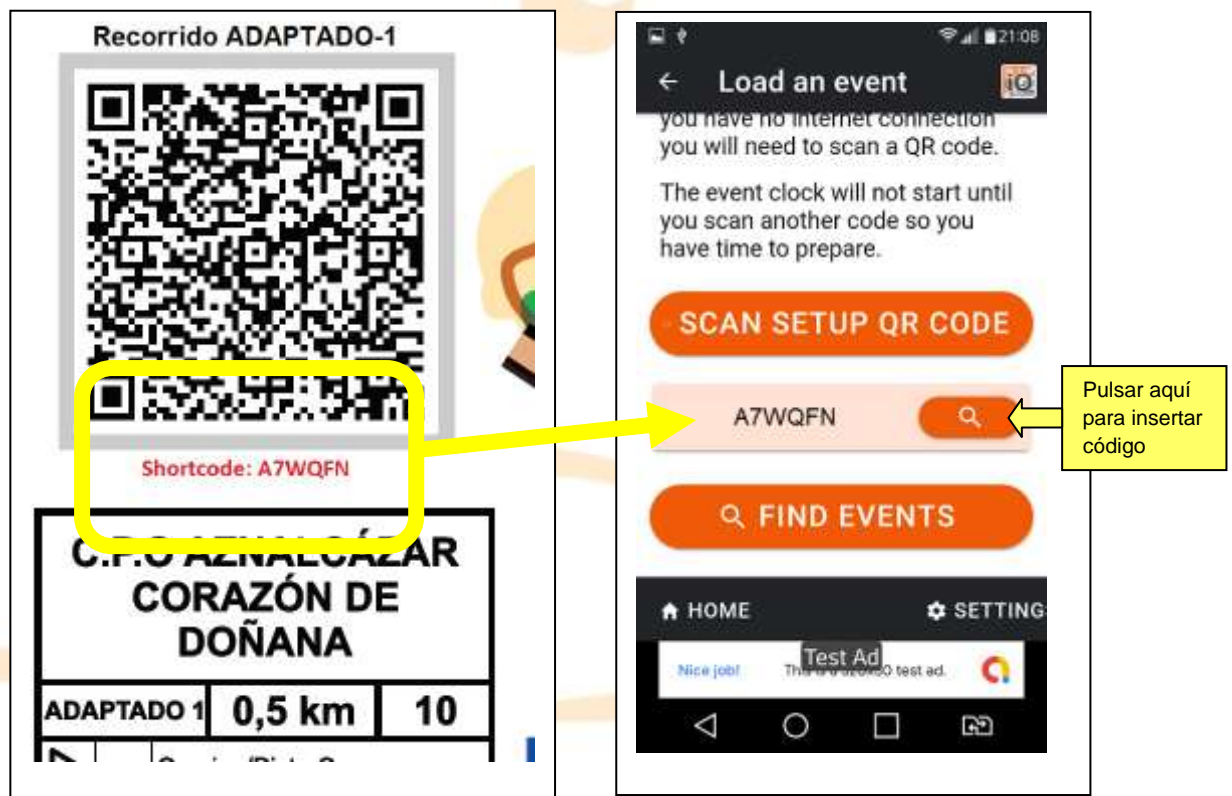 Recorrido ADAPTADO-1
Shortcode: A7WQFN
C.P.O AZNALCÁZAR
CORAZÓN DE
DOÑANA
ADAPTADO 1 0,5 km 10
21:08
Load an event
iO
you have no internet connection
you will need to scan a QR code.
The event clock will not start until
you scan another code so you
have time to prepare.
SCAN SETUP QR CODE
A7WQFN
Pulsar aquí
para insertar
código
FIND EVENTS
HOME SETTING
Test Ad
Nice job! test ad.